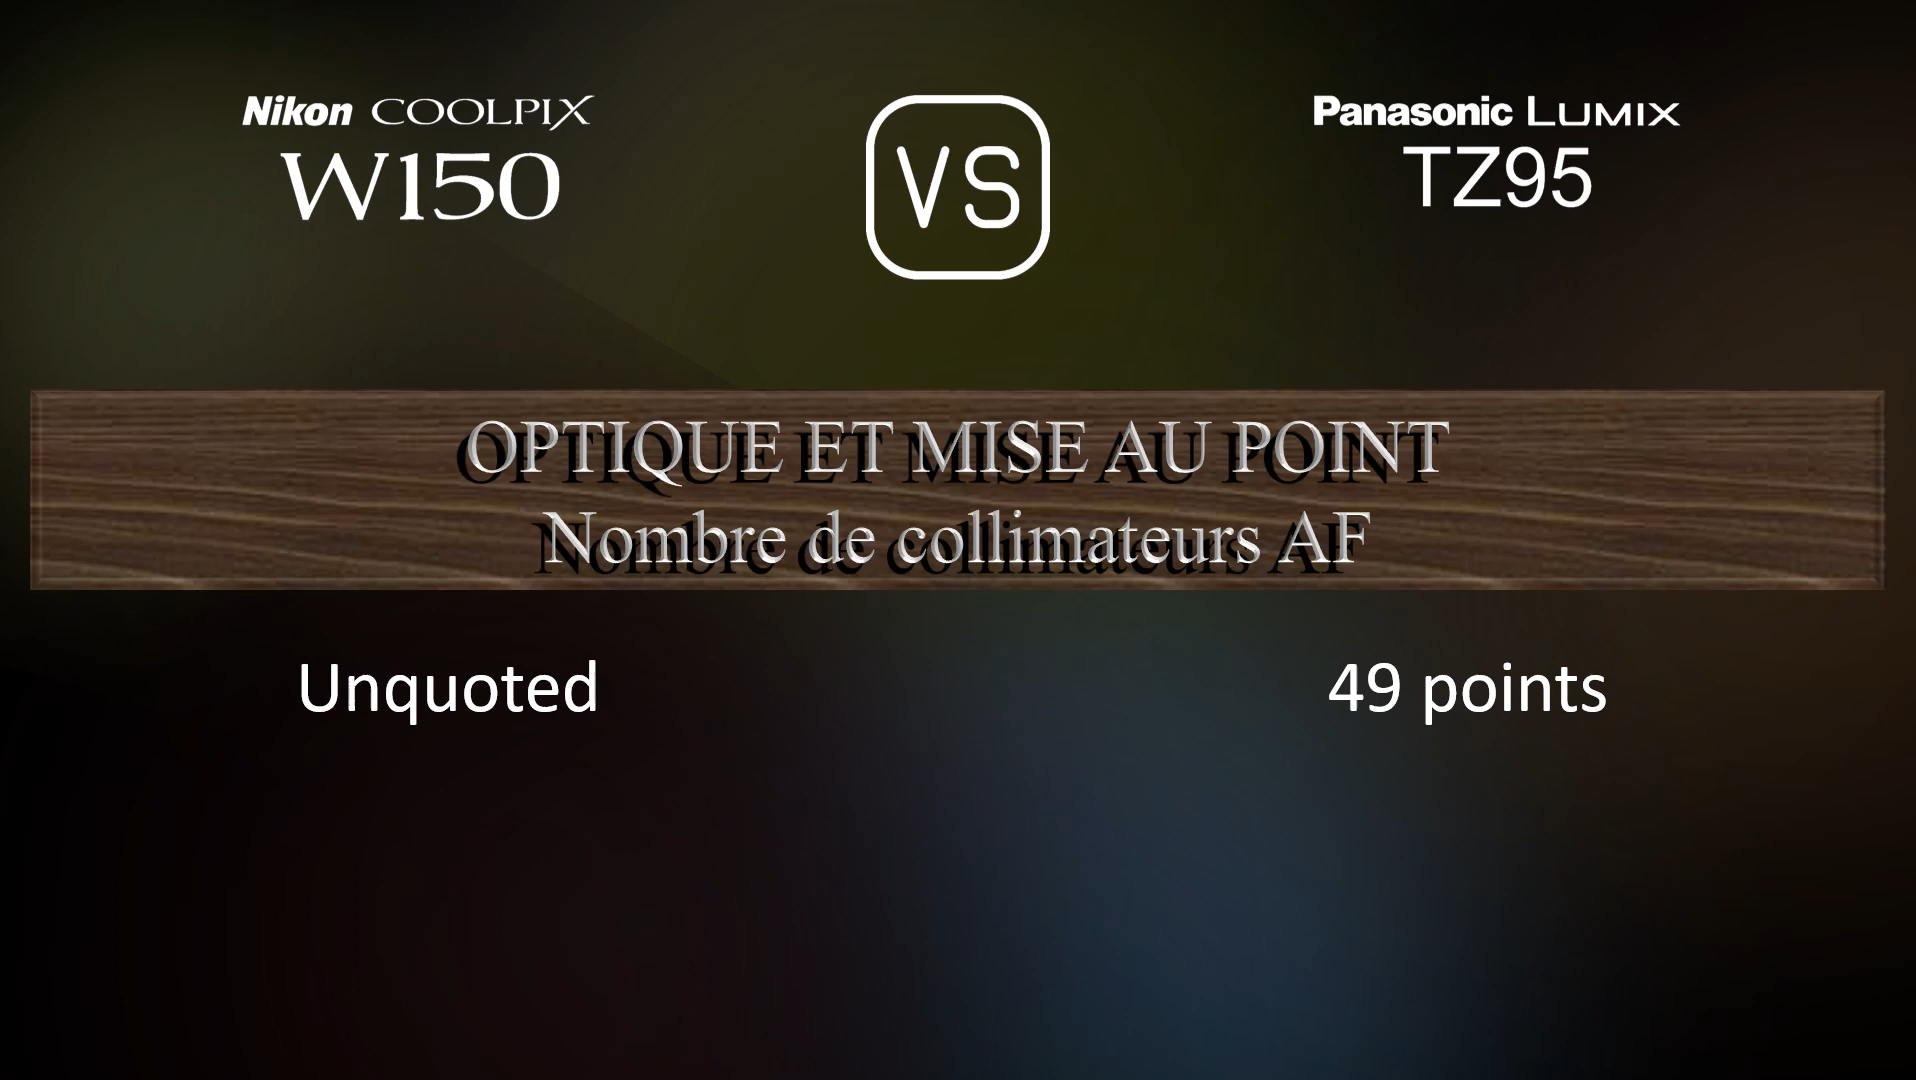 Nikon COOLPIX
W150
VS
Panasonic LUMIX
TZ95
OPTIQUE ET MISE AU POINT
Nombre de collimateurs AF
Unquoted
49 points